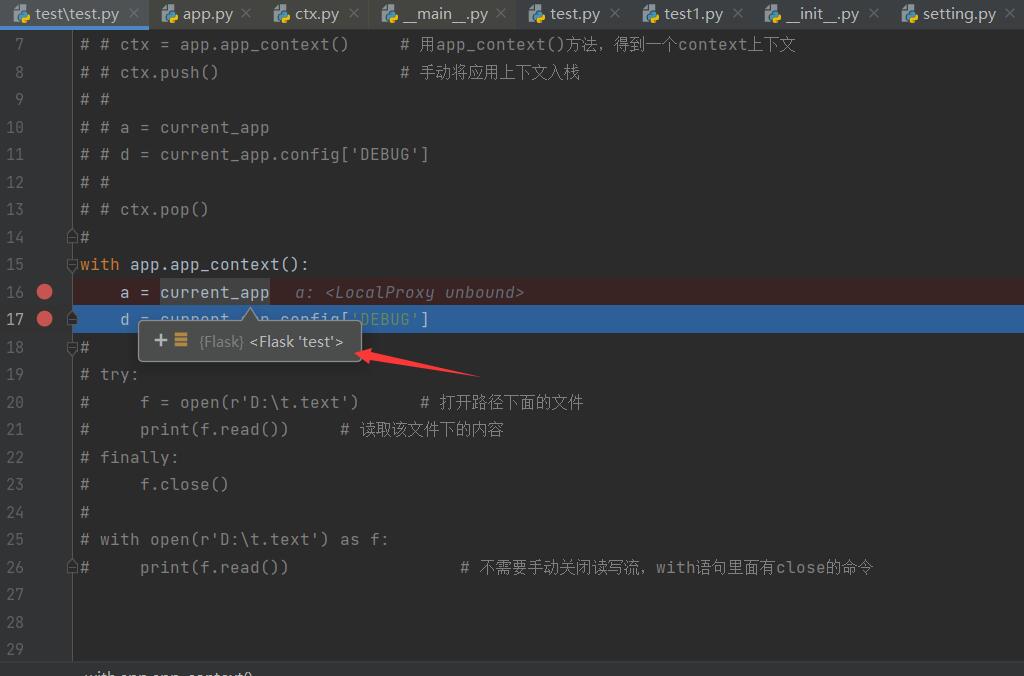 test\test.py × app.py × ctx.py × __main__.py × test.py × test1.py × __init__.py × setting.py ×
7 # # ctx = app.app_context() # 用app_context()方法，得到一个context上下文
8 # # ctx.push() # 手动将应用上下文入栈
9 # #
10 # # a = current_app
11 # # d = current_app.config['DEBUG']
12 # #
13 # # ctx.pop()
14 #
15 with app.app_context():
16 a = current_app a: <LocalProxy unbound>
17 d = current_app.config['DEBUG']
{Flask} <Flask 'test'>
18 #
19 # try:
20 # f = open(r'D:\t.text') # 打开路径下面的文件
21 # print(f.read()) # 读取该文件下的内容
22 # finally:
23 # f.close()
24 #
25 # with open(r'D:\t.text') as f:
26 # print(f.read()) # 不需要手动关闭读写流，with语句里面有close的命令
27
28
29
with app.app_context()